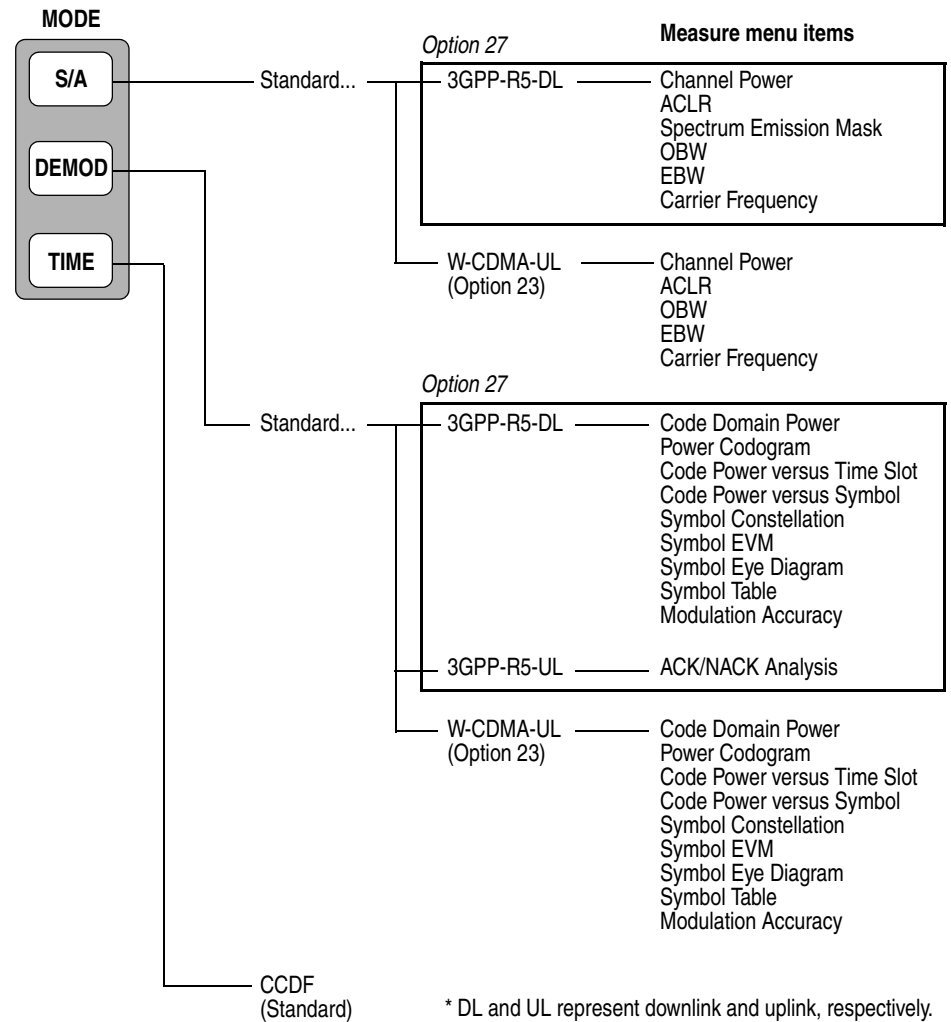 MODE
Option 27
Measure menu items
S/A
Standard...
3GPP-R5-DL
Channel Power
ACLR
Spectrum Emission Mask
OBW
EBW
Carrier Frequency
DEMOD
TIME
W-CDMA-UL
(Option 23)
Channel Power
ACLR
OBW
EBW
Carrier Frequency
Option 27
Standard...
3GPP-R5-DL
Code Domain Power
Power Codogram
Code Power versus Time Slot
Code Power versus Symbol
Symbol Constellation
Symbol EVM
Symbol Eye Diagram
Symbol Table
Modulation Accuracy
3GPP-R5-UL
ACK/NACK Analysis
W-CDMA-UL
(Option 23)
Code Domain Power
Power Codogram
Code Power versus Time Slot
Code Power versus Symbol
Symbol Constellation
Symbol EVM
Symbol Eye Diagram
Symbol Table
Modulation Accuracy
CCDF
(Standard)
* DL and UL represent downlink and uplink, respectively.